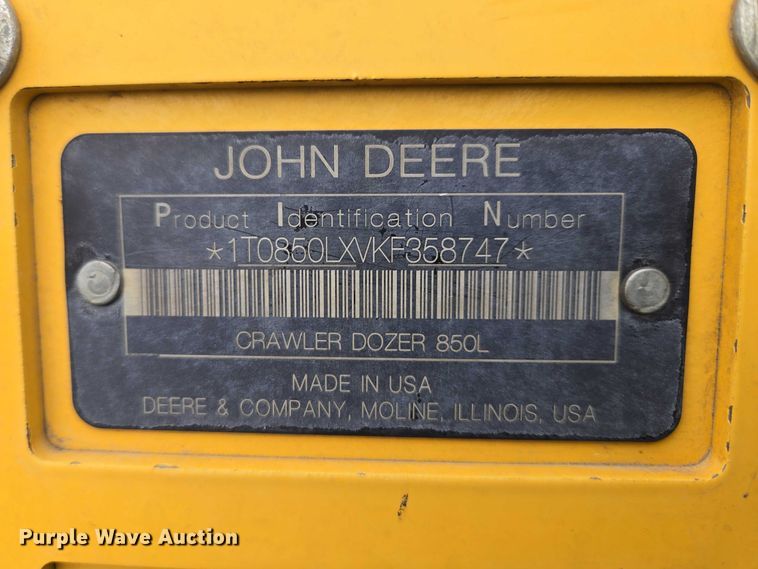 JOHN DEERE
Product Identification Number
*1T0850LXVKF358747*
CRAWLER DOZER 850L
MADE IN USA
DEERE & COMPANY, MOLINE, ILLINOIS, USA
Purple Wave Auction